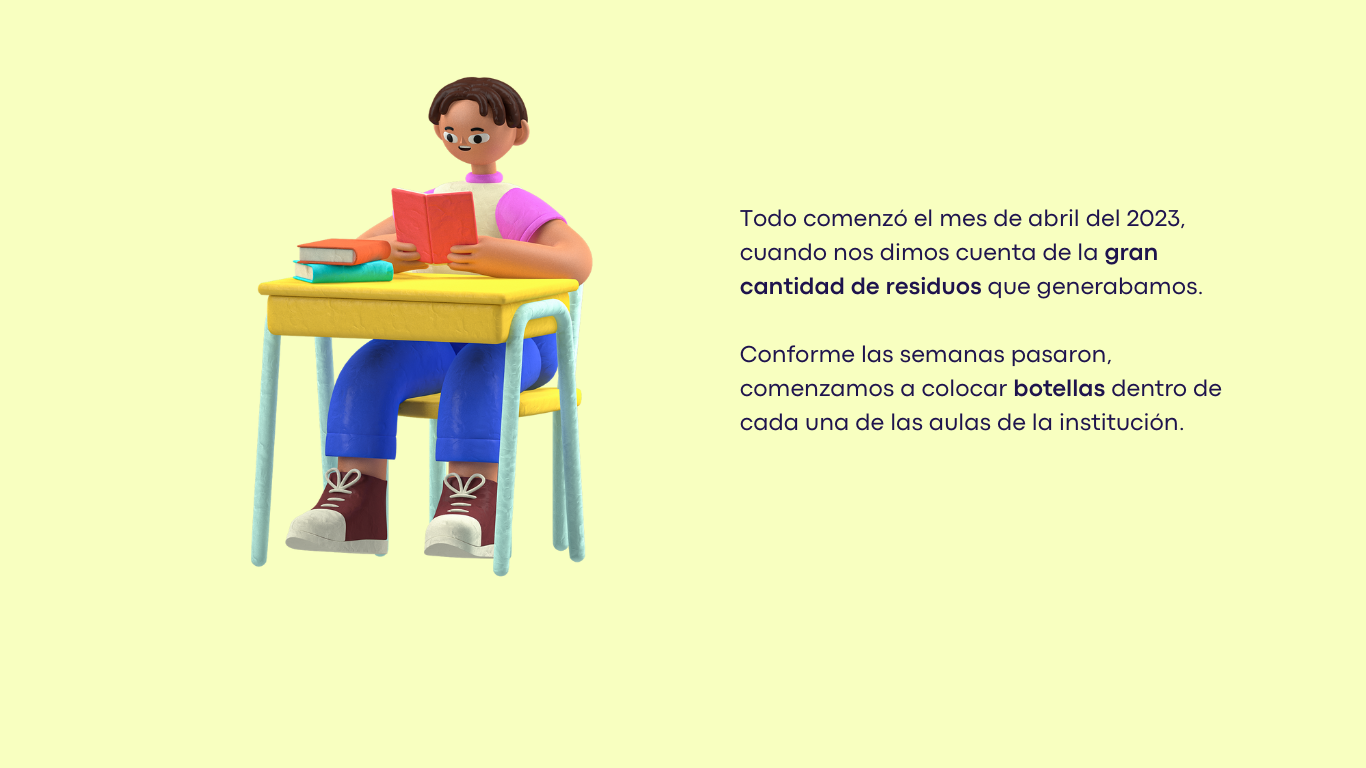 Todo comenzó el mes de abril del 2023,
cuando nos dimos cuenta de la gran
cantidad de residuos que generabamos.
Conforme las semanas pasaron,
comenzamos a colocar botellas dentro de
cada una de las aulas de la institución.